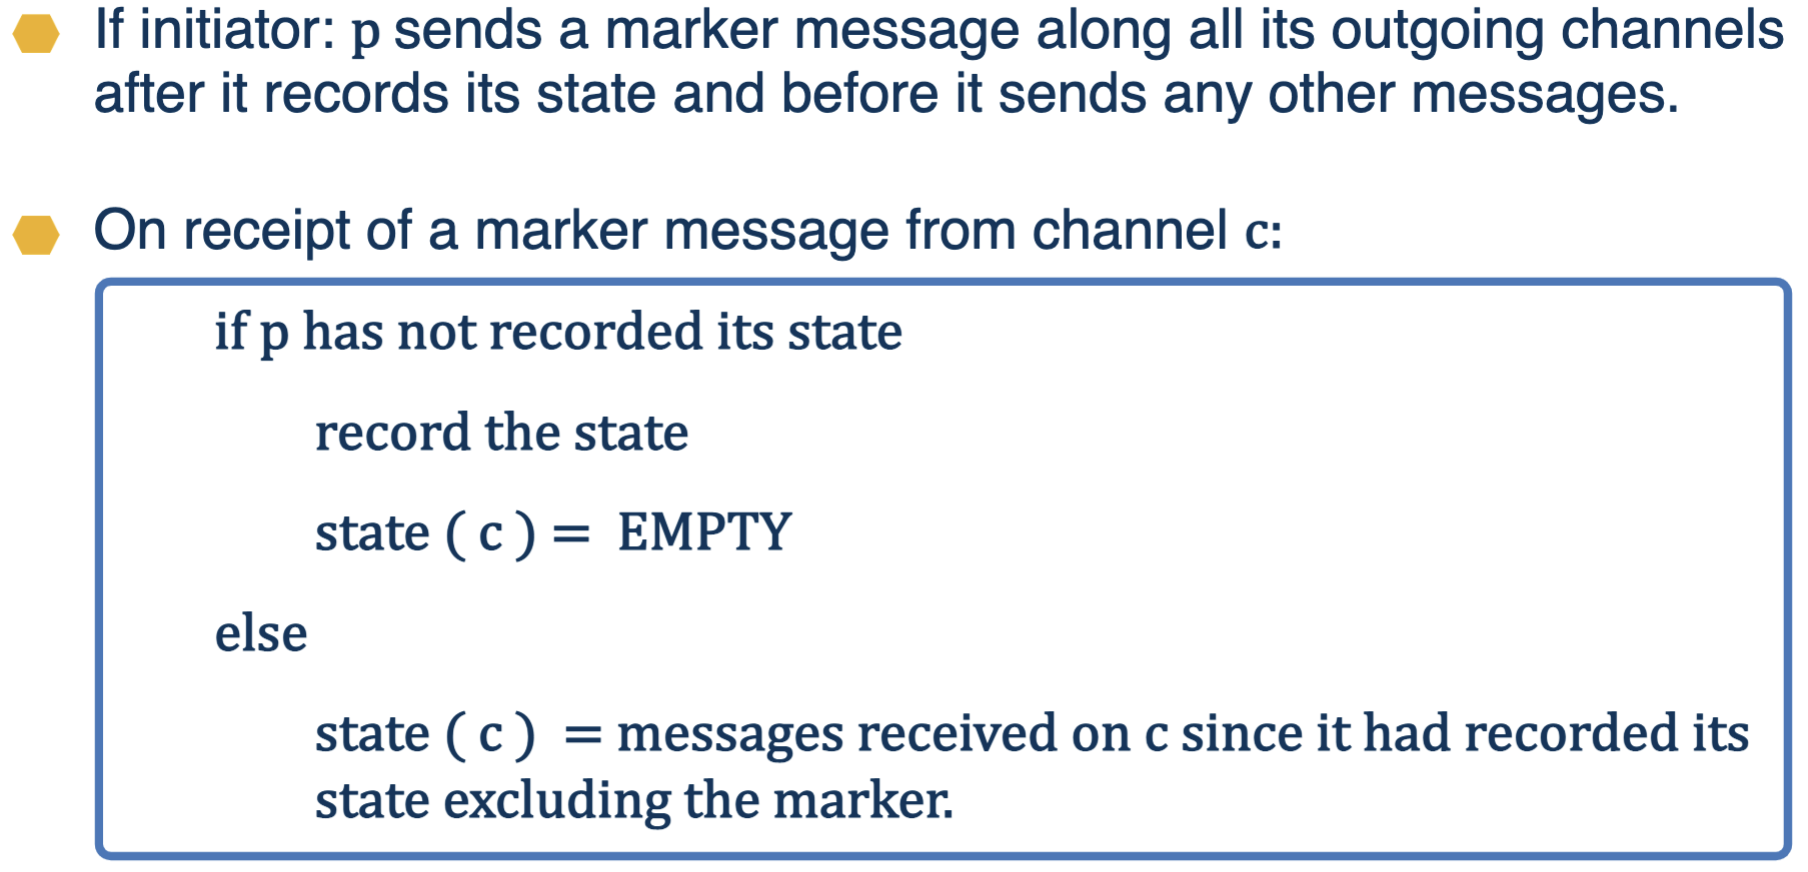 If initiator: p sends a marker message along all its outgoing channels
after it records its state and before it sends any other messages.
On receipt of a marker message from channel c:
if p has not recorded its state
record the state
state ( c ) = EMPTY
else
state ( c ) = messages received on c since it had recorded its
state excluding the marker.